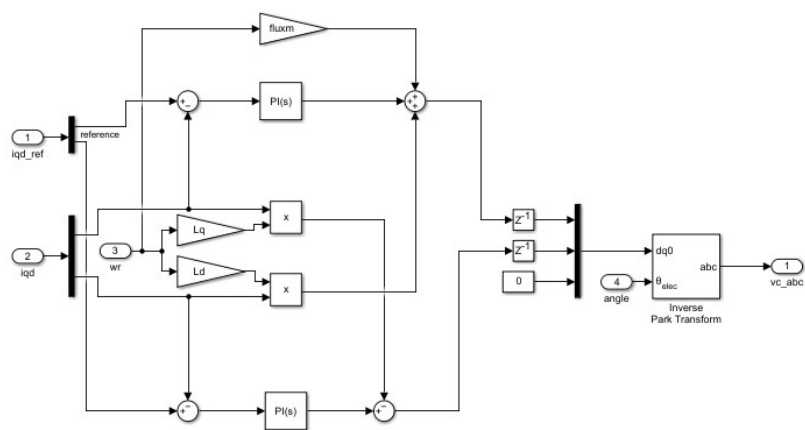 fluxm
PI(s)
reference
1
iqd_ref
x
Z-1
3
wr
Lq
Z-1
2
iqd
Ld
x
0
dq0
abc
θelec
1
vc_abc
4
angle
Inverse
Park Transform
PI(s)